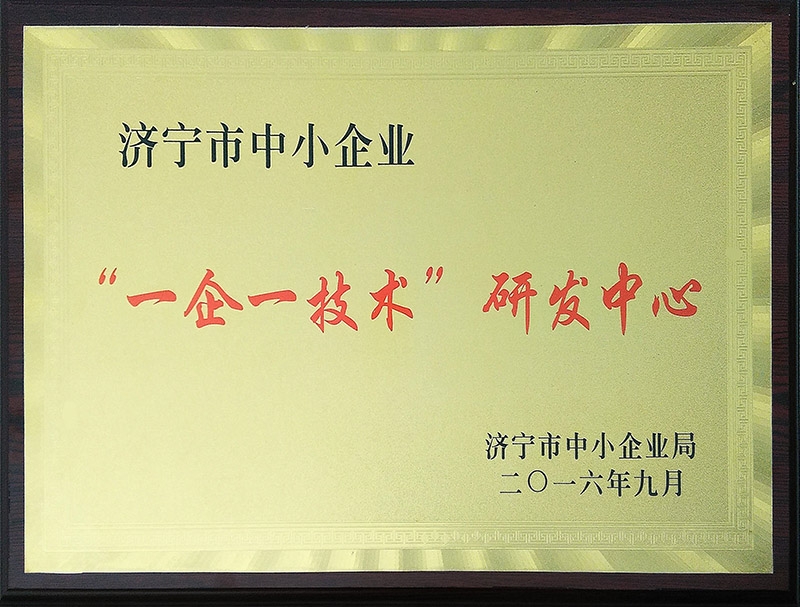 济宁市中小企业
“一企一技术” 研发中心
济宁市中小企业局
二〇一六年九月